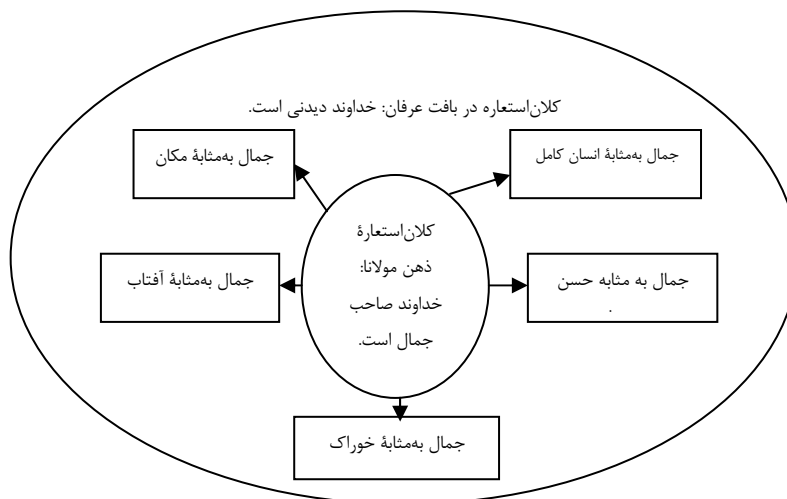 کلان‌استعاره در بافت عرفان: خداوند دیدنی است.
جمال به‌مثابهٔ انسان کامل
جمال به‌مثابهٔ مکان
کلان‌استعارهٔ
ذهن مولانا:
خداوند صاحب
جمال است.
جمال به مثابه حسن
.
جمال به‌مثابهٔ آفتاب
جمال به‌مثابهٔ خوراک